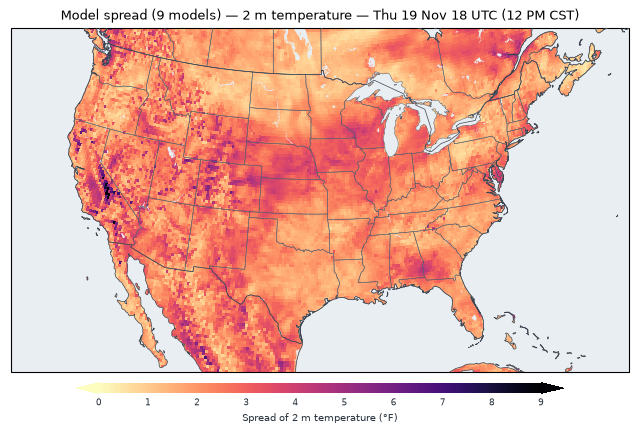 Model spread (9 models) — 2 m temperature — Thu 19 Nov 18 UTC (12 PM CST)
0 1 2 3 4 5 6 7 8 9
Spread of 2 m temperature (°F)